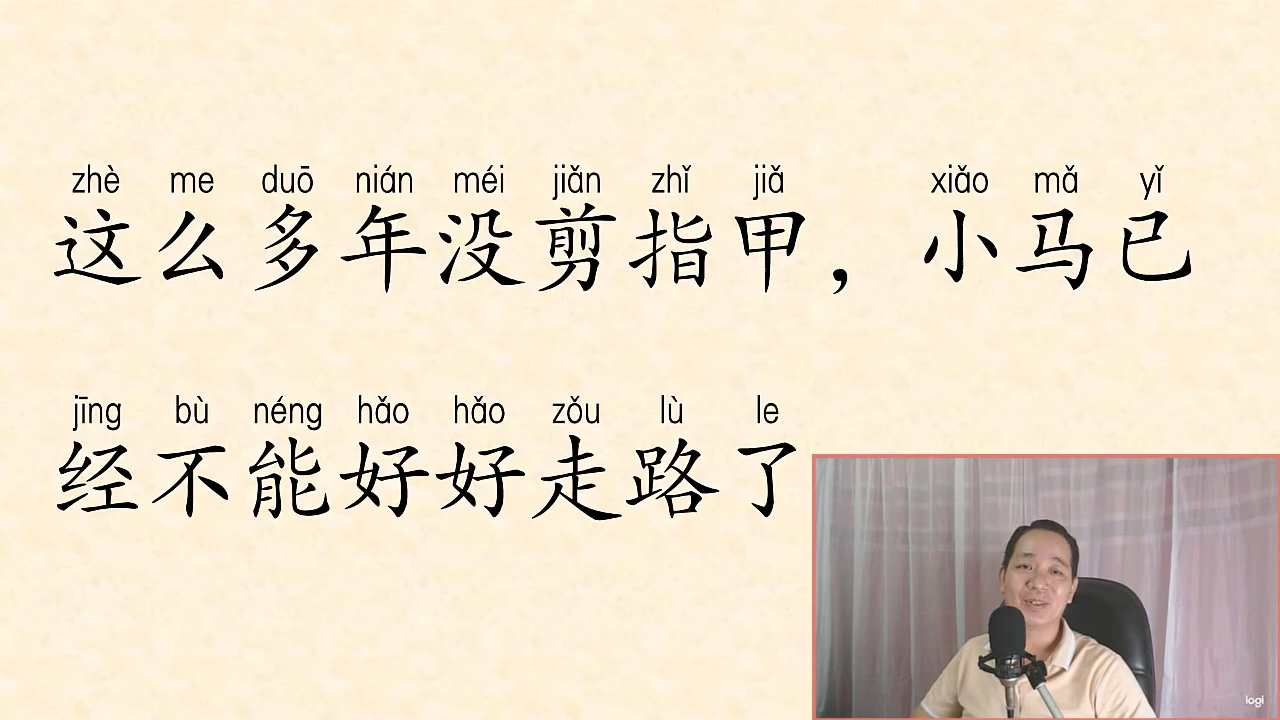 zhè me duō nián méi jiǎn zhǐ jiǎ xiǎo mǎ yǐ
这么多年没剪指甲，小马已
jīng bù néng hǎo hǎo zǒu lù le
经不能好好走路了
logi